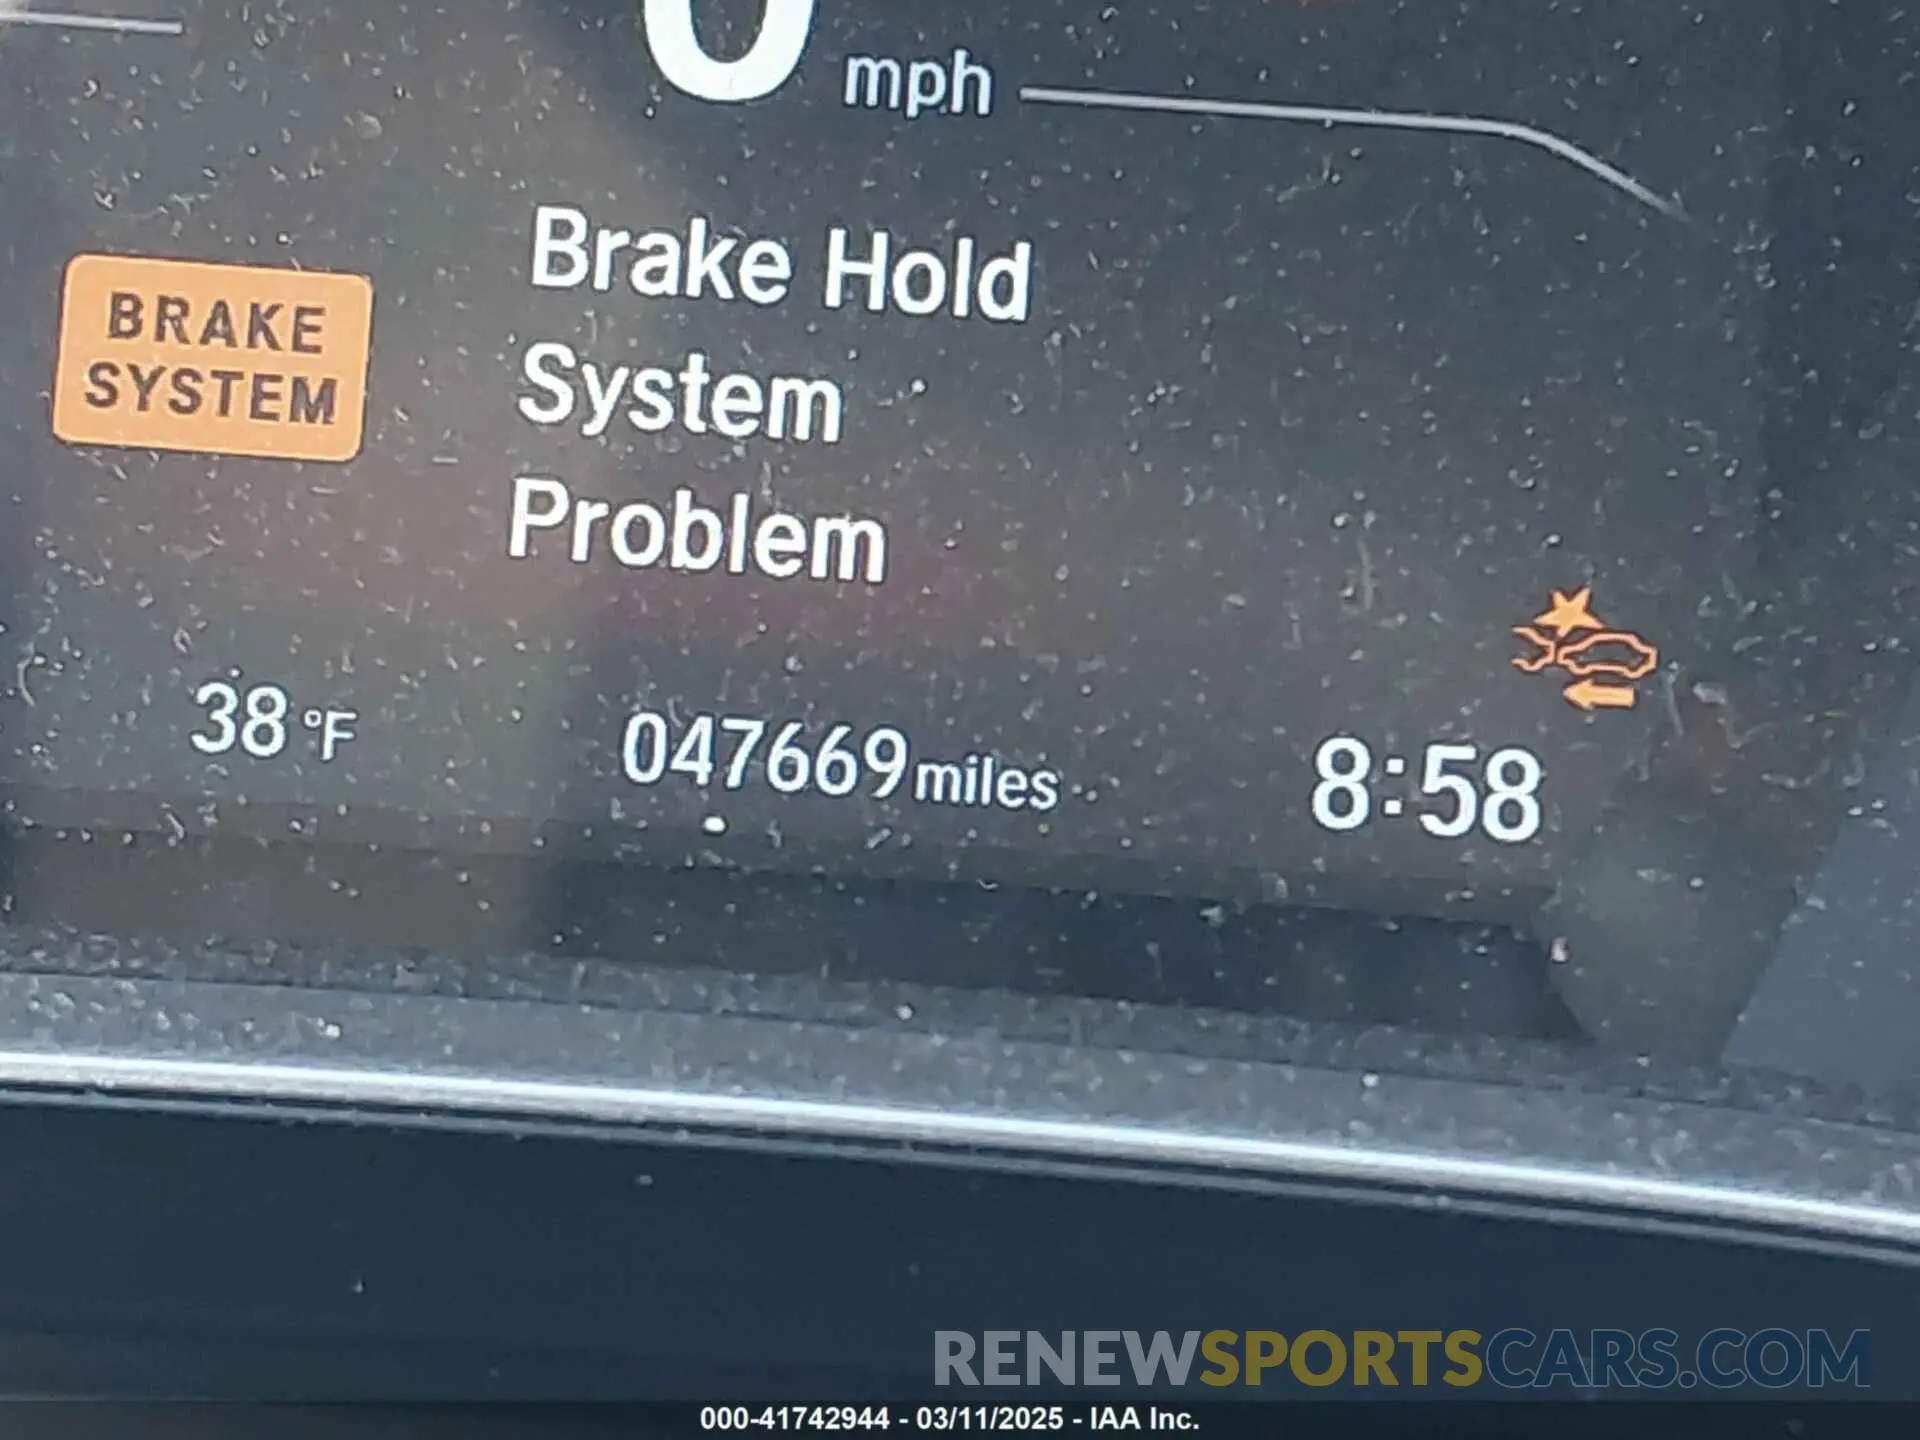 0 mph
Brake Hold
System
Problem
BRAKE
SYSTEM
38 °F
047669 miles
8:58
RENEWSPORTSCARS.COM
000-41742944 - 03/11/2025 - IAA Inc.